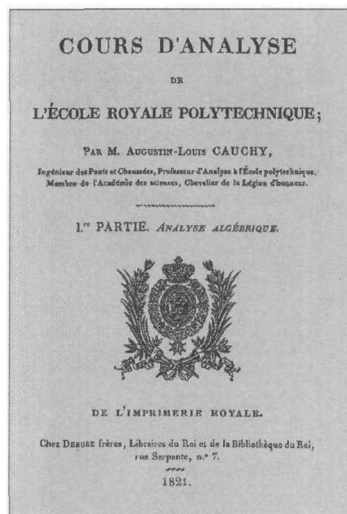 COURS D'ANALYSE
DE
L'ÉCOLE ROYALE POLYTECHNIQUE;
PAR M. AUGUSTIN-LOUIS CAUCHY,
Ingénieur des Ponts et Chaussées, Professeur d'Analyse à l'École polytechnique,
Membre de l'Académie des sciences, Chevalier de la Légion d'honneur.
I.re PARTIE. ANALYSE ALGÉBRIQUE.
DE L'IMPRIMERIE ROYALE.
Chez DEBURE frères, Libraires du Roi et de la Bibliothèque du Roi,
rue Serpente, n.º 7.
1821.